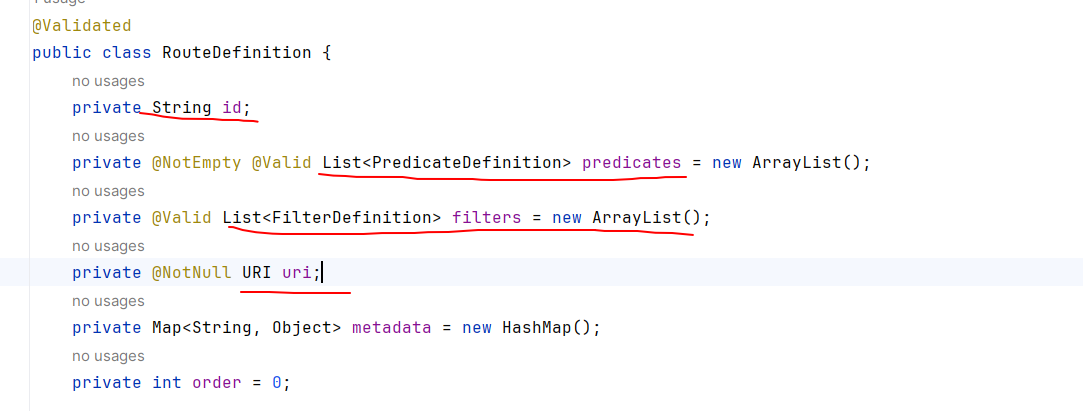 1 usage
@Validated
public class RouteDefinition {
no usages
private String id;
no usages
private @NotEmpty @Valid List<PredicateDefinition> predicates = new ArrayList();
no usages
private @Valid List<FilterDefinition> filters = new ArrayList();
no usages
private @NotNull URI uri;
no usages
private Map<String, Object> metadata = new HashMap();
no usages
private int order = 0;